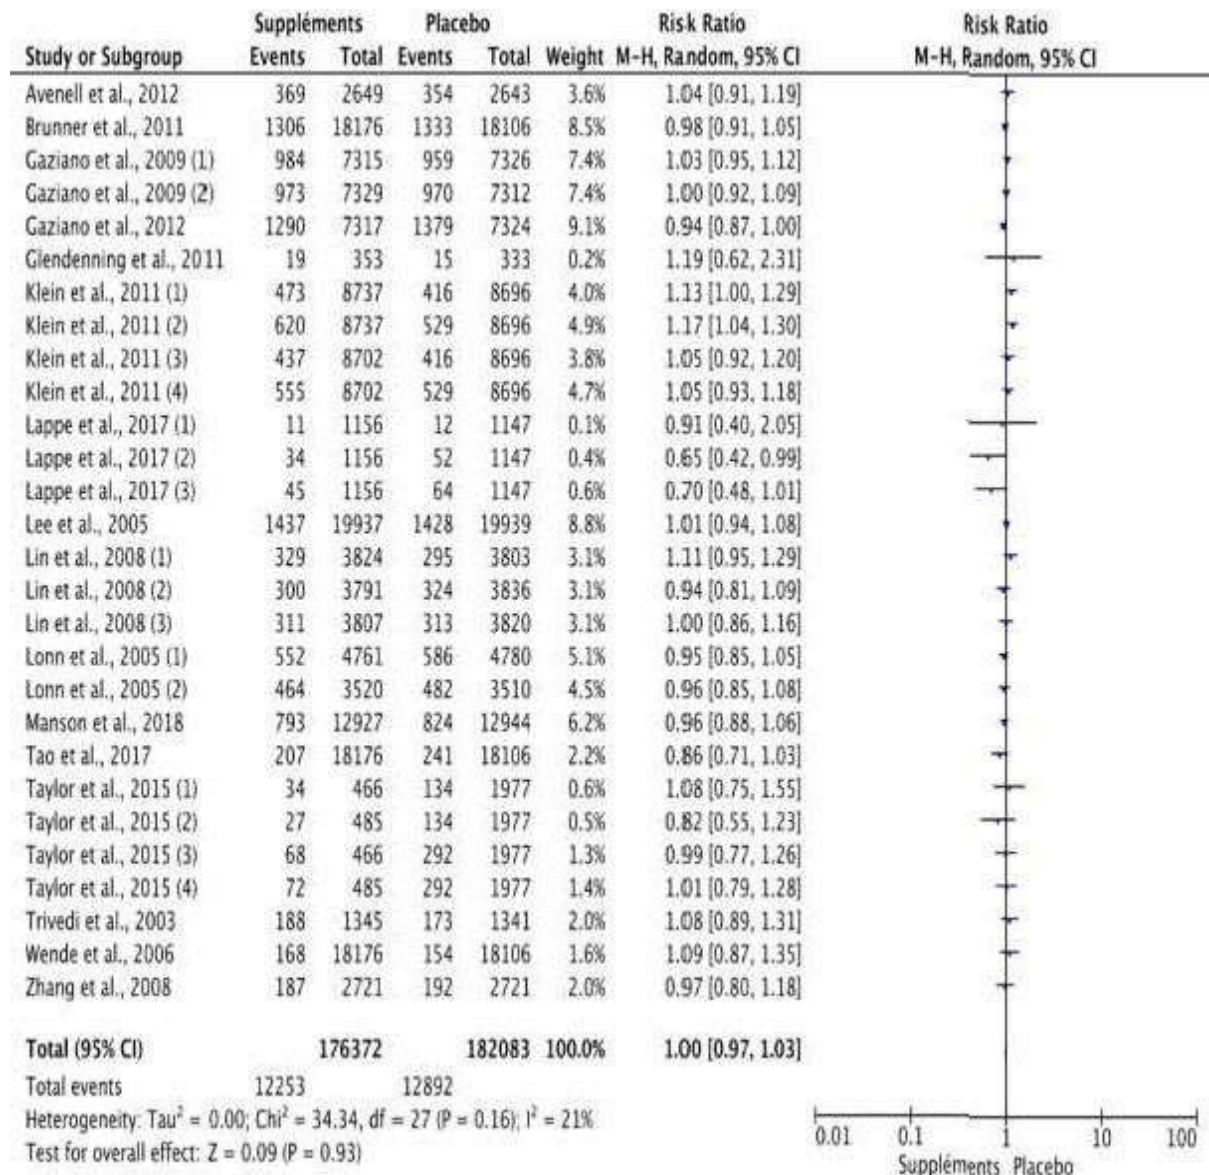 Suppléments Placebo Risk Ratio Risk Ratio
Study or Subgroup Events Total Events Total Weight M-H, Random, 95% CI M-H, Random, 95% CI
Avenell et al., 2012 369 2649 354 2643 3.6% 1.04 [0.91, 1.19]
Brunner et al., 2011 1306 18176 1333 18106 8.5% 0.98 [0.91, 1.05]
Gaziano et al., 2009 (1) 984 7315 959 7326 7.4% 1.03 [0.95, 1.12]
Gaziano et al., 2009 (2) 973 7329 970 7312 7.4% 1.00 [0.92, 1.09]
Gaziano et al., 2012 1290 7317 1379 7324 9.1% 0.94 [0.87, 1.00]
Glendenning et al., 2011 19 353 15 333 0.2% 1.19 [0.62, 2.31]
Klein et al., 2011 (1) 473 8737 416 8696 4.0% 1.13 [1.00, 1.29]
Klein et al., 2011 (2) 620 8737 529 8696 4.9% 1.17 [1.04, 1.30]
Klein et al., 2011 (3) 437 8702 416 8696 3.8% 1.05 [0.92, 1.20]
Klein et al., 2011 (4) 555 8702 529 8696 4.7% 1.05 [0.93, 1.18]
Lappe et al., 2017 (1) 11 1156 12 1147 0.1% 0.91 [0.40, 2.05]
Lappe et al., 2017 (2) 34 1156 52 1147 0.4% 0.65 [0.42, 0.99]
Lappe et al., 2017 (3) 45 1156 64 1147 0.6% 0.70 [0.48, 1.01]
Lee et al., 2005 1437 19937 1428 19939 8.8% 1.01 [0.94, 1.08]
Lin et al., 2008 (1) 329 3824 295 3803 3.1% 1.11 [0.95, 1.29]
Lin et al., 2008 (2) 300 3791 324 3836 3.1% 0.94 [0.81, 1.09]
Lin et al., 2008 (3) 311 3807 313 3820 3.1% 1.00 [0.86, 1.16]
Lonn et al., 2005 (1) 552 4761 586 4780 5.1% 0.95 [0.85, 1.05]
Lonn et al., 2005 (2) 464 3520 482 3510 4.5% 0.96 [0.85, 1.08]
Manson et al., 2018 793 12927 824 12944 6.2% 0.96 [0.88, 1.06]
Tao et al., 2017 207 18176 241 18106 2.2% 0.86 [0.71, 1.03]
Taylor et al., 2015 (1) 34 466 134 1977 0.6% 1.08 [0.75, 1.55]
Taylor et al., 2015 (2) 27 485 134 1977 0.5% 0.82 [0.55, 1.23]
Taylor et al., 2015 (3) 68 466 292 1977 1.3% 0.99 [0.77, 1.26]
Taylor et al., 2015 (4) 72 485 292 1977 1.4% 1.01 [0.79, 1.28]
Trivedi et al., 2003 188 1345 173 1341 2.0% 1.08 [0.89, 1.31]
Wende et al., 2006 168 18176 154 18106 1.6% 1.09 [0.87, 1.35]
Zhang et al., 2008 187 2721 192 2721 2.0% 0.97 [0.80, 1.18]
Total (95% CI) 176372 182083 100.0% 1.00 [0.97, 1.03]
Total events 12253 12892
Heterogeneity: Tau² = 0.00; Chi² = 34.34, df = 27 (P = 0.16); I² = 21%
Test for overall effect: Z = 0.09 (P = 0.93)
0.01 0.1 1 10 100
Suppléments Placebo